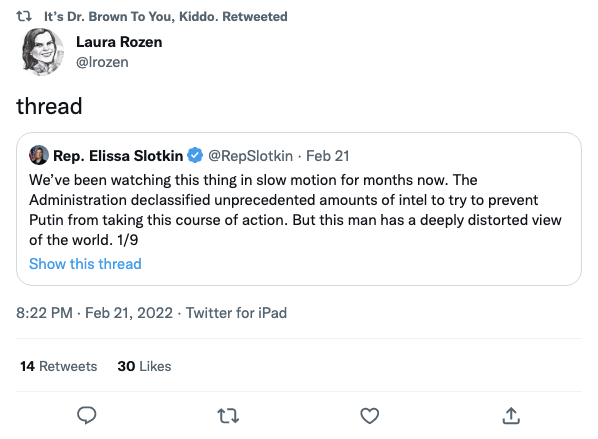 It's Dr. Brown To You, Kiddo. Retweeted
Laura Rozen
@lrozen
thread
Rep. Elissa Slotkin @RepSlotkin · Feb 21
We've been watching this thing in slow motion for months now. The
Administration declassified unprecedented amounts of intel to try to prevent
Putin from taking this course of action. But this man has a deeply distorted view
of the world. 1/9
Show this thread
8:22 PM · Feb 21, 2022 · Twitter for iPad
14 Retweets 30 Likes